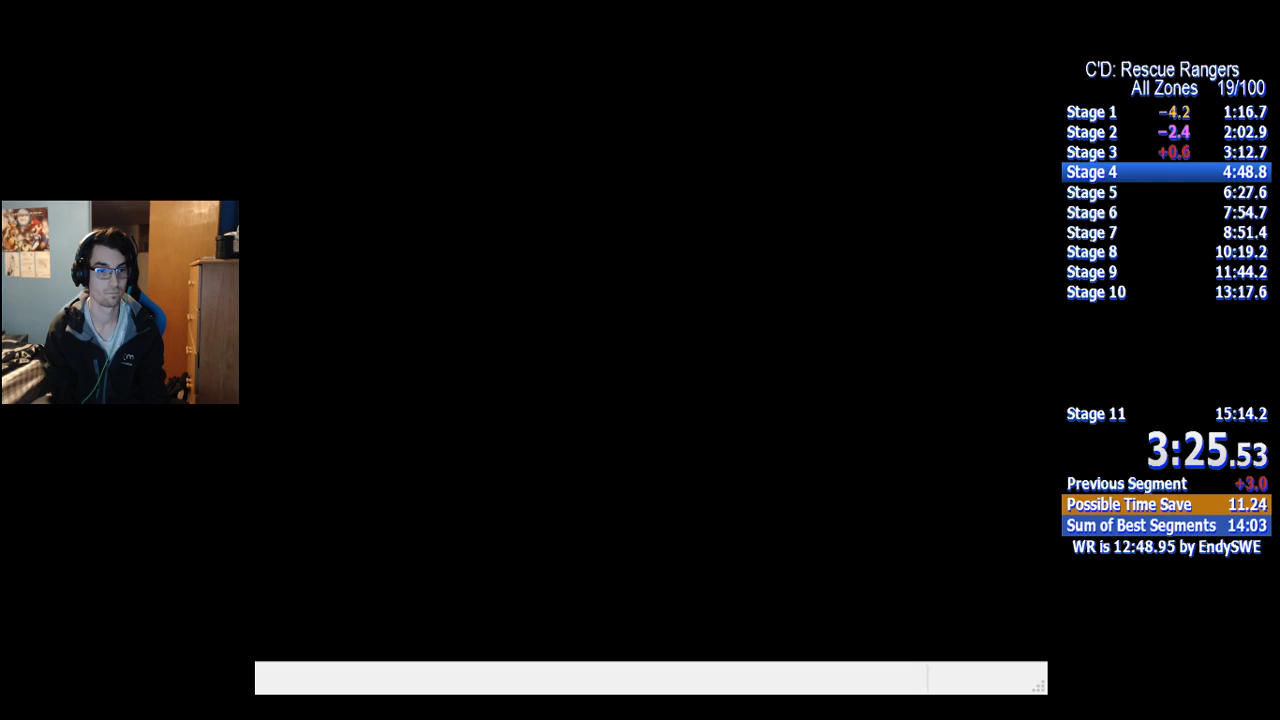 C'D: Rescue Rangers
All Zones 19/100
Stage 1 -4.2 1:16.7
Stage 2 -2.4 2:02.9
Stage 3 +0.6 3:12.7
Stage 4 4:48.8
Stage 5 6:27.6
Stage 6 7:54.7
Stage 7 8:51.4
Stage 8 10:19.2
Stage 9 11:44.2
Stage 10 13:17.6
Stage 11 15:14.2
3:25.53
Previous Segment +3.0
Possible Time Save 11.24
Sum of Best Segments 14:03
WR is 12:48.95 by EndySWE